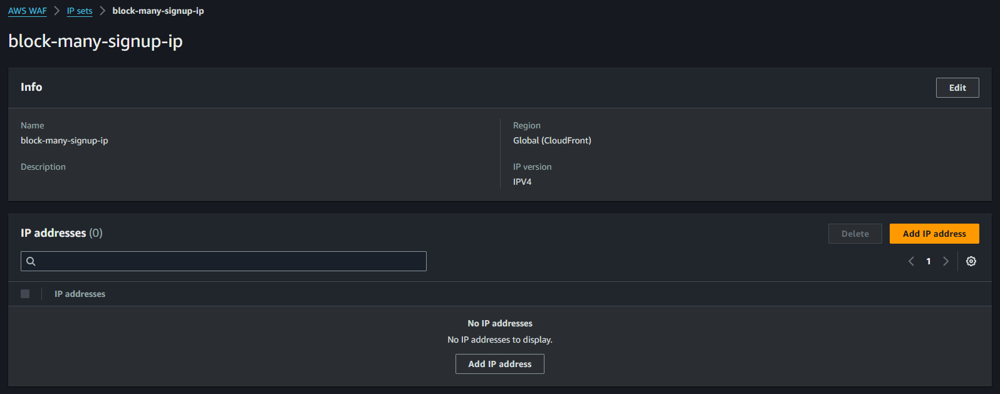 AWS WAF > IP sets > block-many-signup-ip
block-many-signup-ip
Info
Edit
Name
block-many-signup-ip
Description
Region
Global (CloudFront)
IP version
IPV4
IP addresses (0)
Delete
Add IP address
1
IP addresses
No IP addresses
No IP addresses to display.
Add IP address